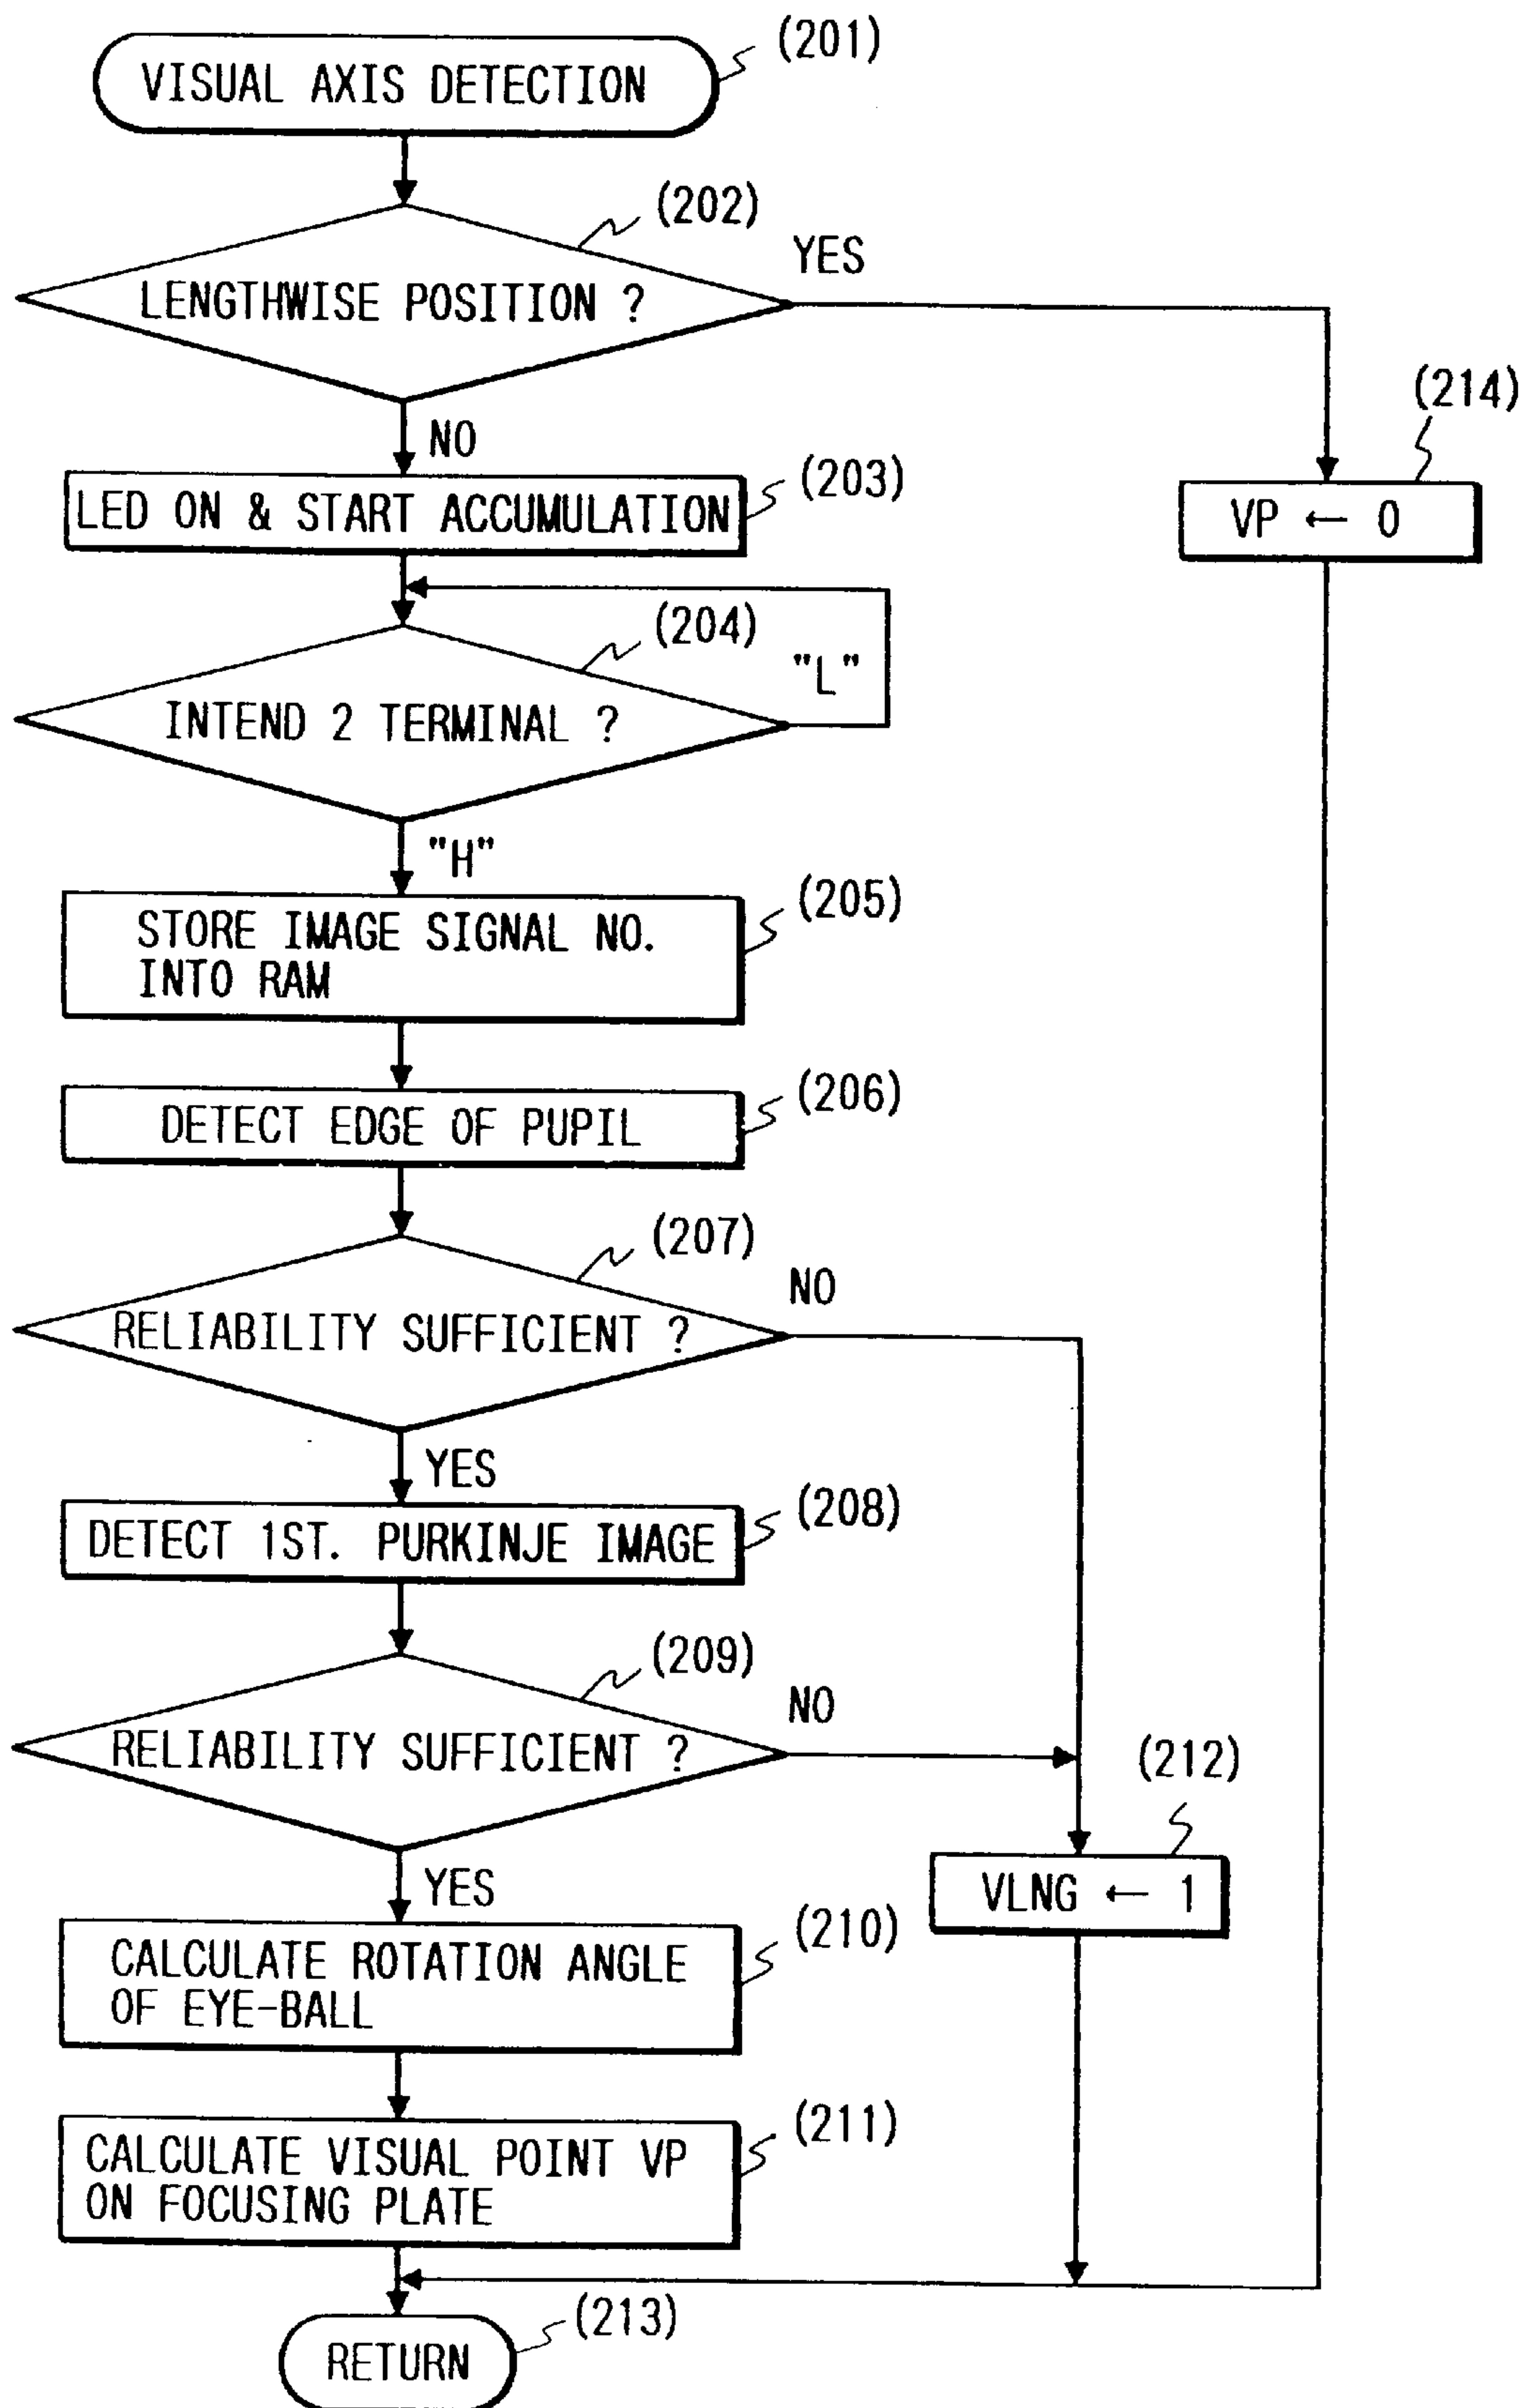 (201)
VISUAL AXIS DETECTION
(202)
YES
LENGTHWISE POSITION ?
(214)
NO
(203)
LED ON & START ACCUMULATION
VP ← 0
(204)
"L"
INTEND 2 TERMINAL ?
"H"
(205)
STORE IMAGE SIGNAL NO.
INTO RAM
(206)
DETECT EDGE OF PUPIL
(207)
NO
RELIABILITY SUFFICIENT ?
YES
(208)
DETECT 1ST. PURKINJE IMAGE
(209)
NO
RELIABILITY SUFFICIENT ?
(212)
YES
VLNG ← 1
(210)
CALCULATE ROTATION ANGLE
OF EYE-BALL
(211)
CALCULATE VISUAL POINT VP
ON FOCUSING PLATE
(213)
RETURN